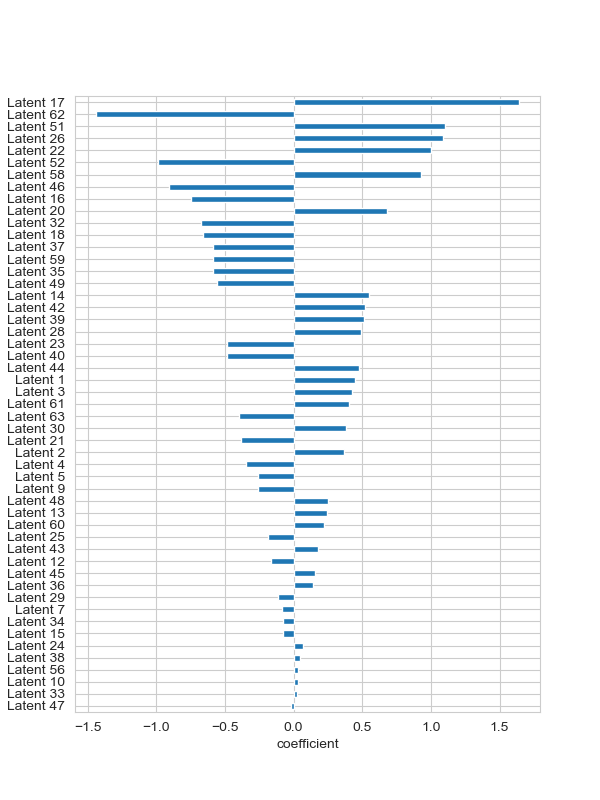 Latent 17
Latent 62
Latent 51
Latent 26
Latent 22
Latent 52
Latent 58
Latent 46
Latent 16
Latent 20
Latent 32
Latent 18
Latent 37
Latent 59
Latent 35
Latent 49
Latent 14
Latent 42
Latent 39
Latent 28
Latent 23
Latent 40
Latent 44
Latent 1
Latent 3
Latent 61
Latent 63
Latent 30
Latent 21
Latent 2
Latent 4
Latent 5
Latent 9
Latent 48
Latent 13
Latent 60
Latent 25
Latent 43
Latent 12
Latent 45
Latent 36
Latent 29
Latent 7
Latent 34
Latent 15
Latent 24
Latent 38
Latent 56
Latent 10
Latent 33
Latent 47
−1.5 −1.0 −0.5 0.0 0.5 1.0 1.5
coefficient